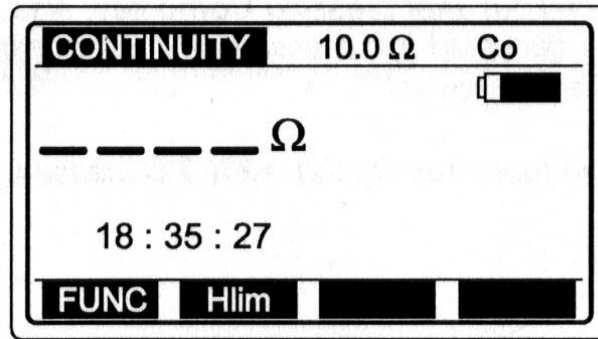 CONTINUITY 10.0 Ω Co
_ _ _ _ Ω
18 : 35 : 27
FUNC Hlim